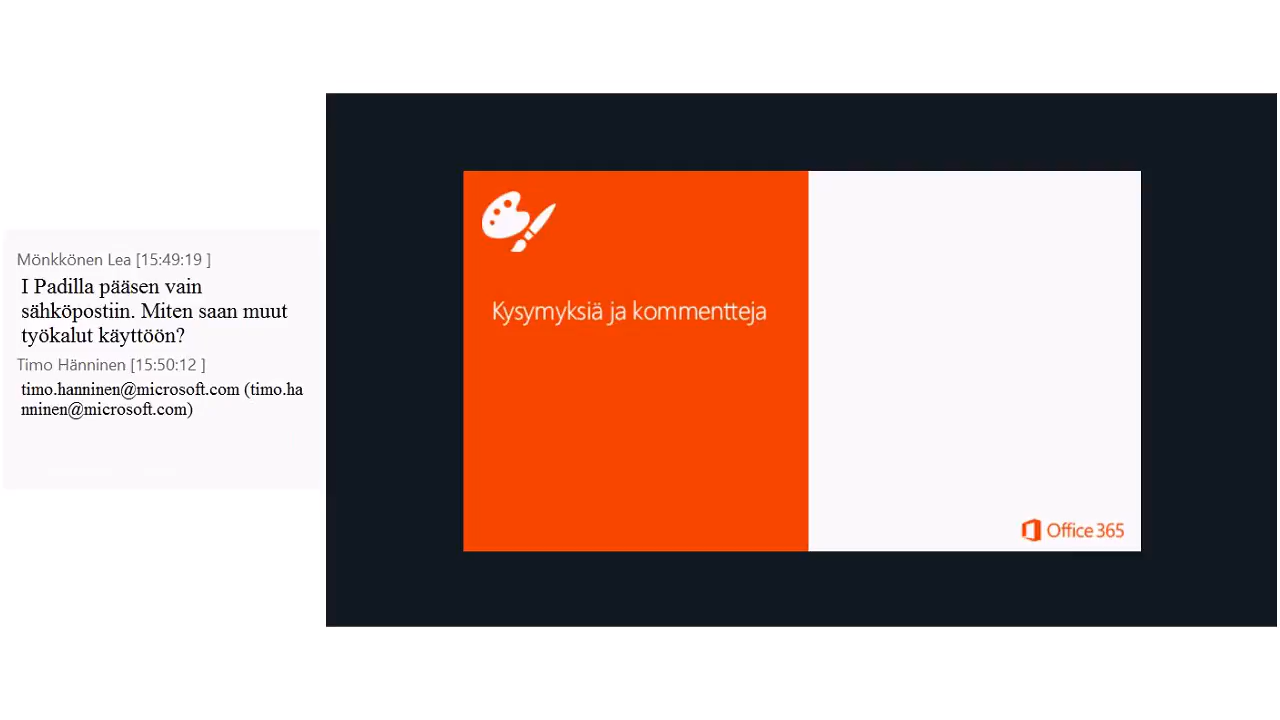 Mönkkönen Lea [15:49:19 ]
I Padilla pääsen vain
sähköpostiin. Miten saan muut
työkalut käyttöön?
Timo Hänninen [15:50:12 ]
timo.hanninen@microsoft.com (timo.ha
nninen@microsoft.com)
Kysymyksiä ja kommentteja
Office 365